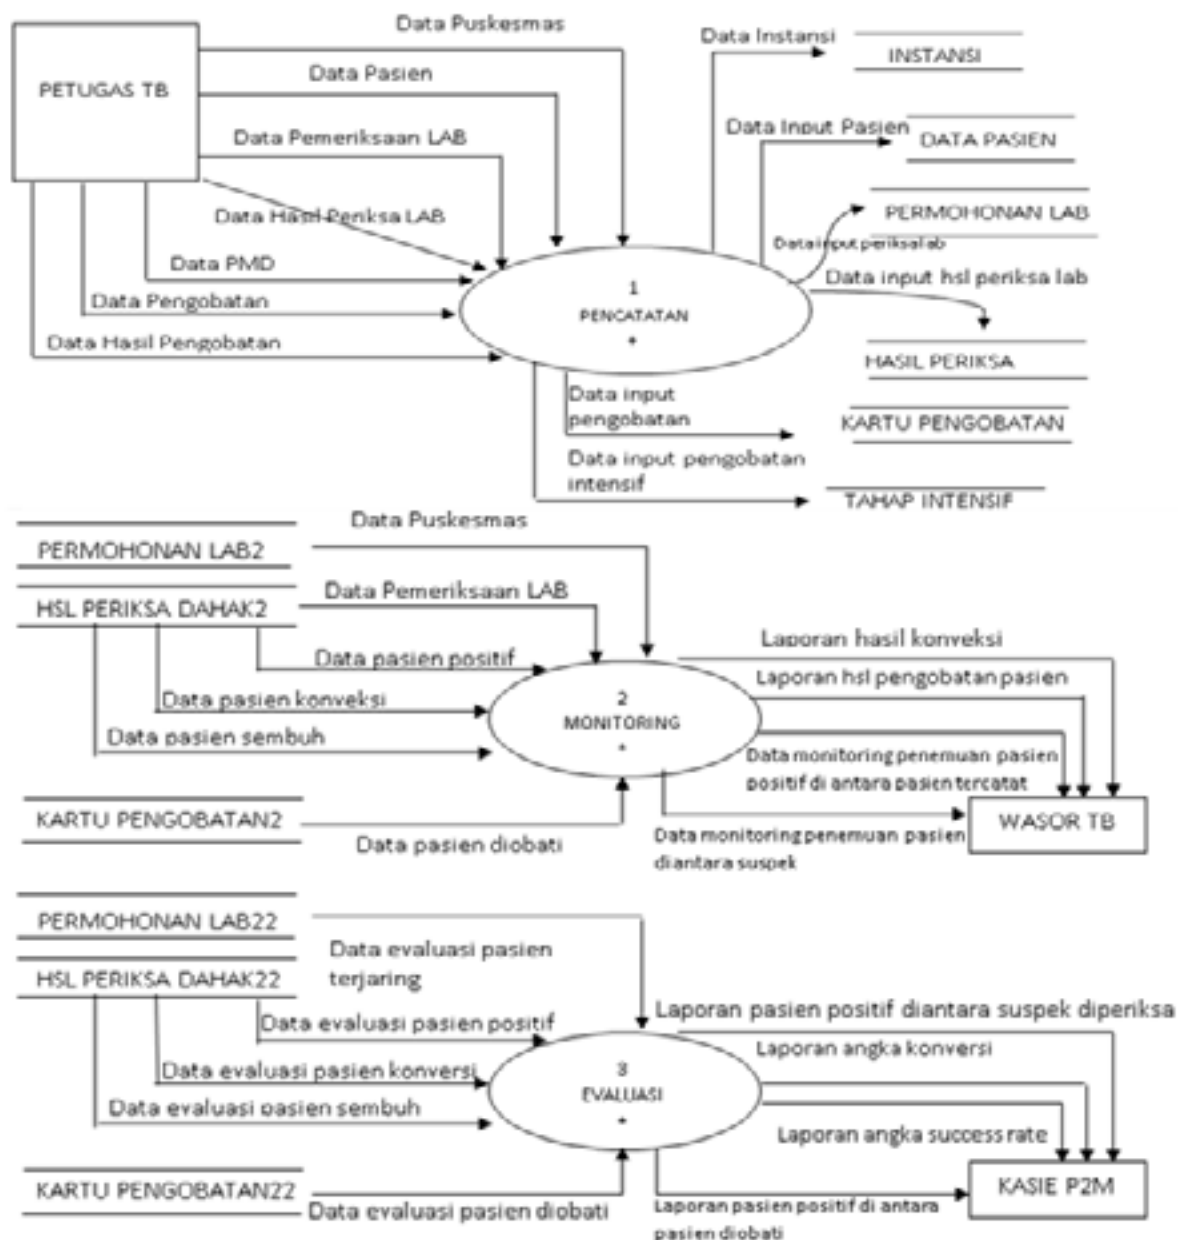 Data Puskesmas
Data Instansi
INSTANSI
PETUGAS TB
Data Pasien
Data Pemeriksaan LAB
Data Input Pasien
DATA PASIEN
Data Hasil Periksa LAB
PERMOHONAN LAB
Data input periksa lab
Data PMD
Data input hsl periksa lab
1
PENCATATAN
*
Data Pengobatan
Data Hasil Pengobatan
HASIL PERIKSA
Data input
pengobatan
KARTU PENGOBATAN
Data input pengobatan
intensif
TAHAP INTENSIF
Data Puskesmas
PERMOHONAN LAB2
HSL PERIKSA DAHAK2
Data Pemeriksaan LAB
Data pasien positif
Data pasien konveksi
Data pasien sembuh
2
MONITORING
*
Laporan hasil konveksi
Laporan hsl pengobatan pasien
Data monitoring penemuan pasien
positif di antara pasien tercatat
WASOR TB
KARTU PENGOBATAN2
Data pasien diobati
Data monitoring penemuan pasien
diantara suspek
PERMOHONAN LAB22
Data evaluasi pasien
terjaring
HSL PERIKSA DAHAK22
Data evaluasi pasien positif
Data evaluasi pasien konversi
Data evaluasi pasien sembuh
3
EVALUASI
*
Laporan pasien positif diantara suspek diperiksa
Laporan angka konversi
Laporan angka success rate
KASIE P2M
KARTU PENGOBATAN22
Data evaluasi pasien diobati
Laporan pasien positif di antara
pasien diobati